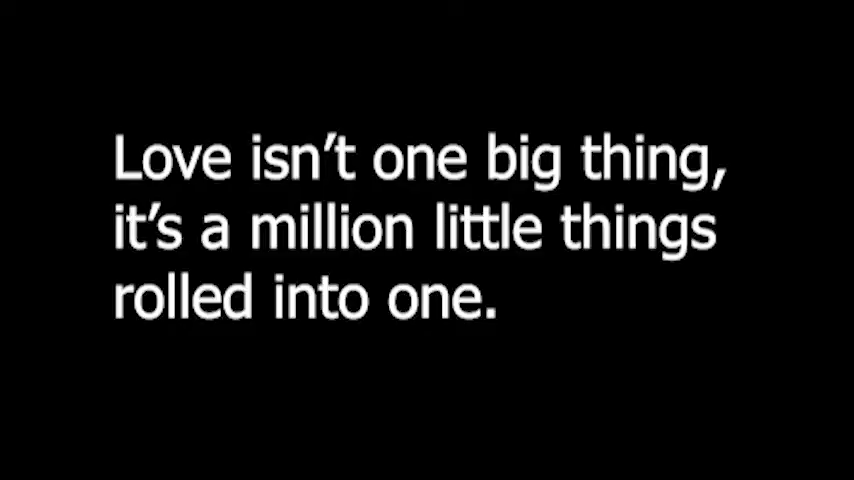 Love isn’t one big thing,
it’s a million little things
rolled into one.